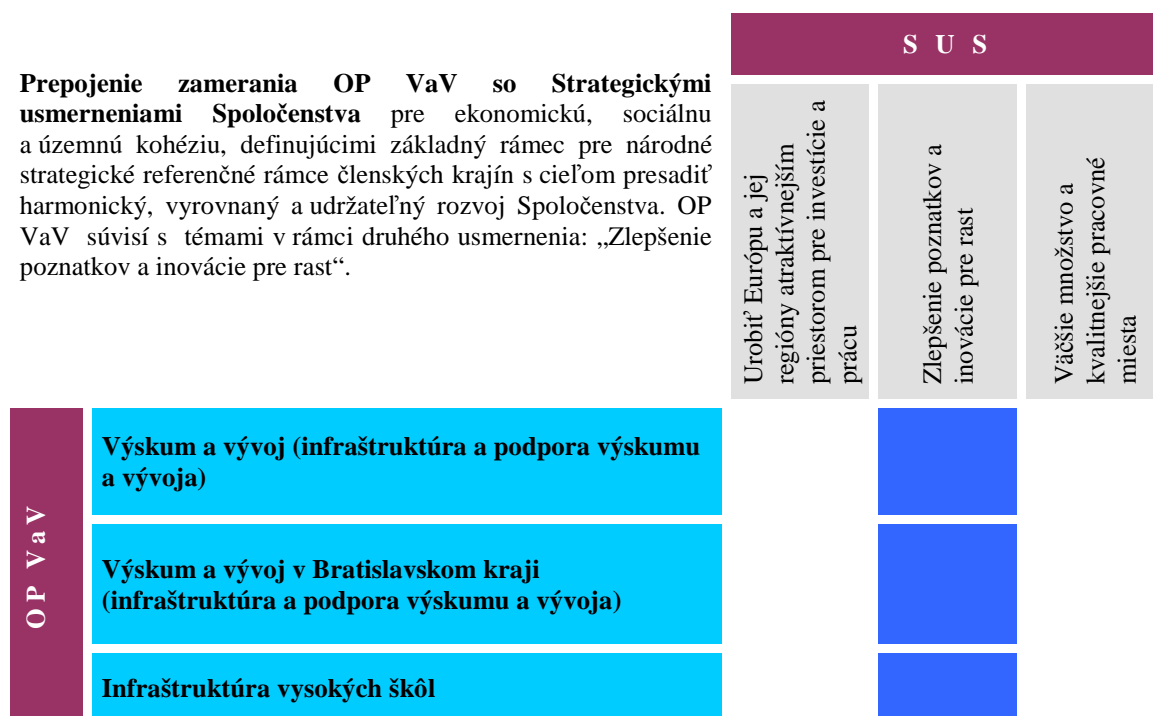 S U S
Prepojenie zamerania OP VaV so Strategickými
usmerneniami Spoločenstva pre ekonomickú, sociálnu
a územnú kohéziu, definujúcimi základný rámec pre národné
strategické referenčné rámce členských krajín s cieľom presadiť
harmonický, vyrovnaný a udržateľný rozvoj Spoločenstva. OP
VaV súvisí s témami v rámci druhého usmernenia: „Zlepšenie
poznatkov a inovácie pre rast“.
Urobiť Európu a jej
regióny atraktívnejším
priestorom pre investície a
prácu
Zlepšenie poznatkov a
inovácie pre rast
Väčšie množstvo a
kvalitnejšie pracovné
miesta
OP VaV
Výskum a vývoj (infraštruktúra a podpora výskumu
a vývoja)
Výskum a vývoj v Bratislavskom kraji
(infraštruktúra a podpora výskumu a vývoja)
Infraštruktúra vysokých škôl